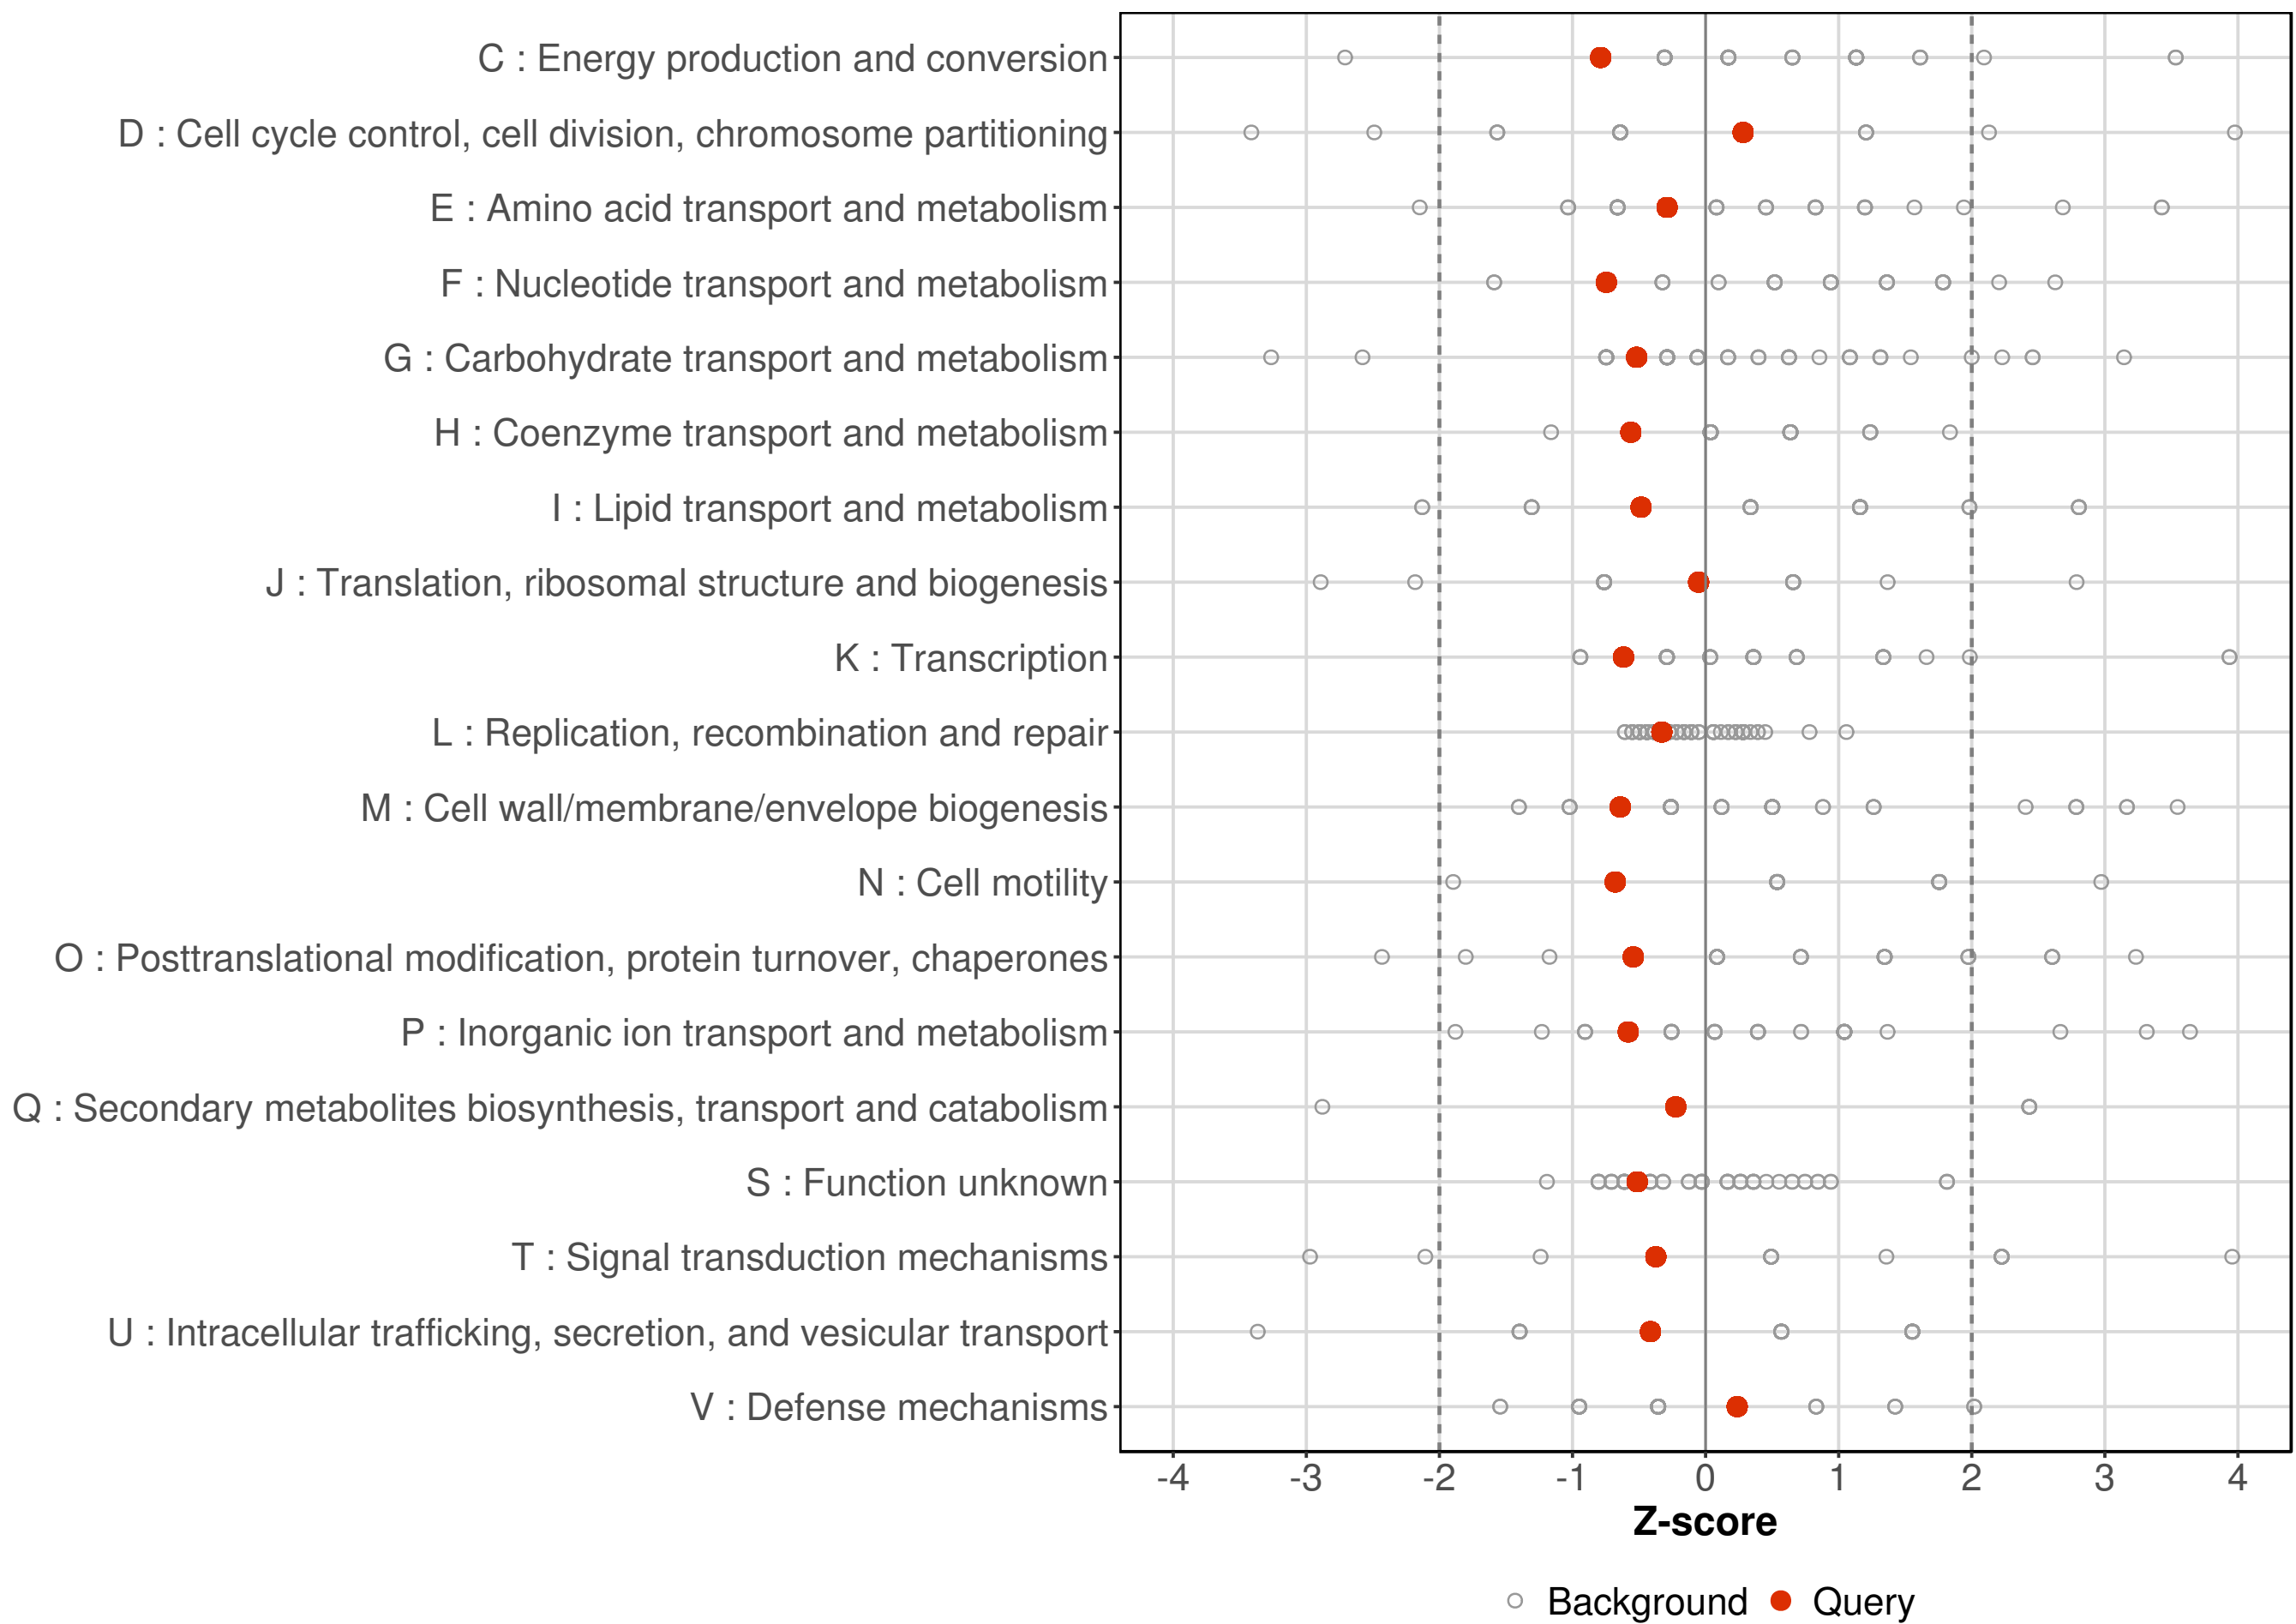 C : Energy production and conversion
D : Cell cycle control, cell division, chromosome partitioning
E : Amino acid transport and metabolism
F : Nucleotide transport and metabolism
G : Carbohydrate transport and metabolism
H : Coenzyme transport and metabolism
I : Lipid transport and metabolism
J : Translation, ribosomal structure and biogenesis
K : Transcription
L : Replication, recombination and repair
M : Cell wall/membrane/envelope biogenesis
N : Cell motility
O : Posttranslational modification, protein turnover, chaperones
P : Inorganic ion transport and metabolism
Q : Secondary metabolites biosynthesis, transport and catabolism
S : Function unknown
T : Signal transduction mechanisms
U : Intracellular trafficking, secretion, and vesicular transport
V : Defense mechanisms
-4 -3 -2 -1 0 1 2 3 4
Z-score
Background Query